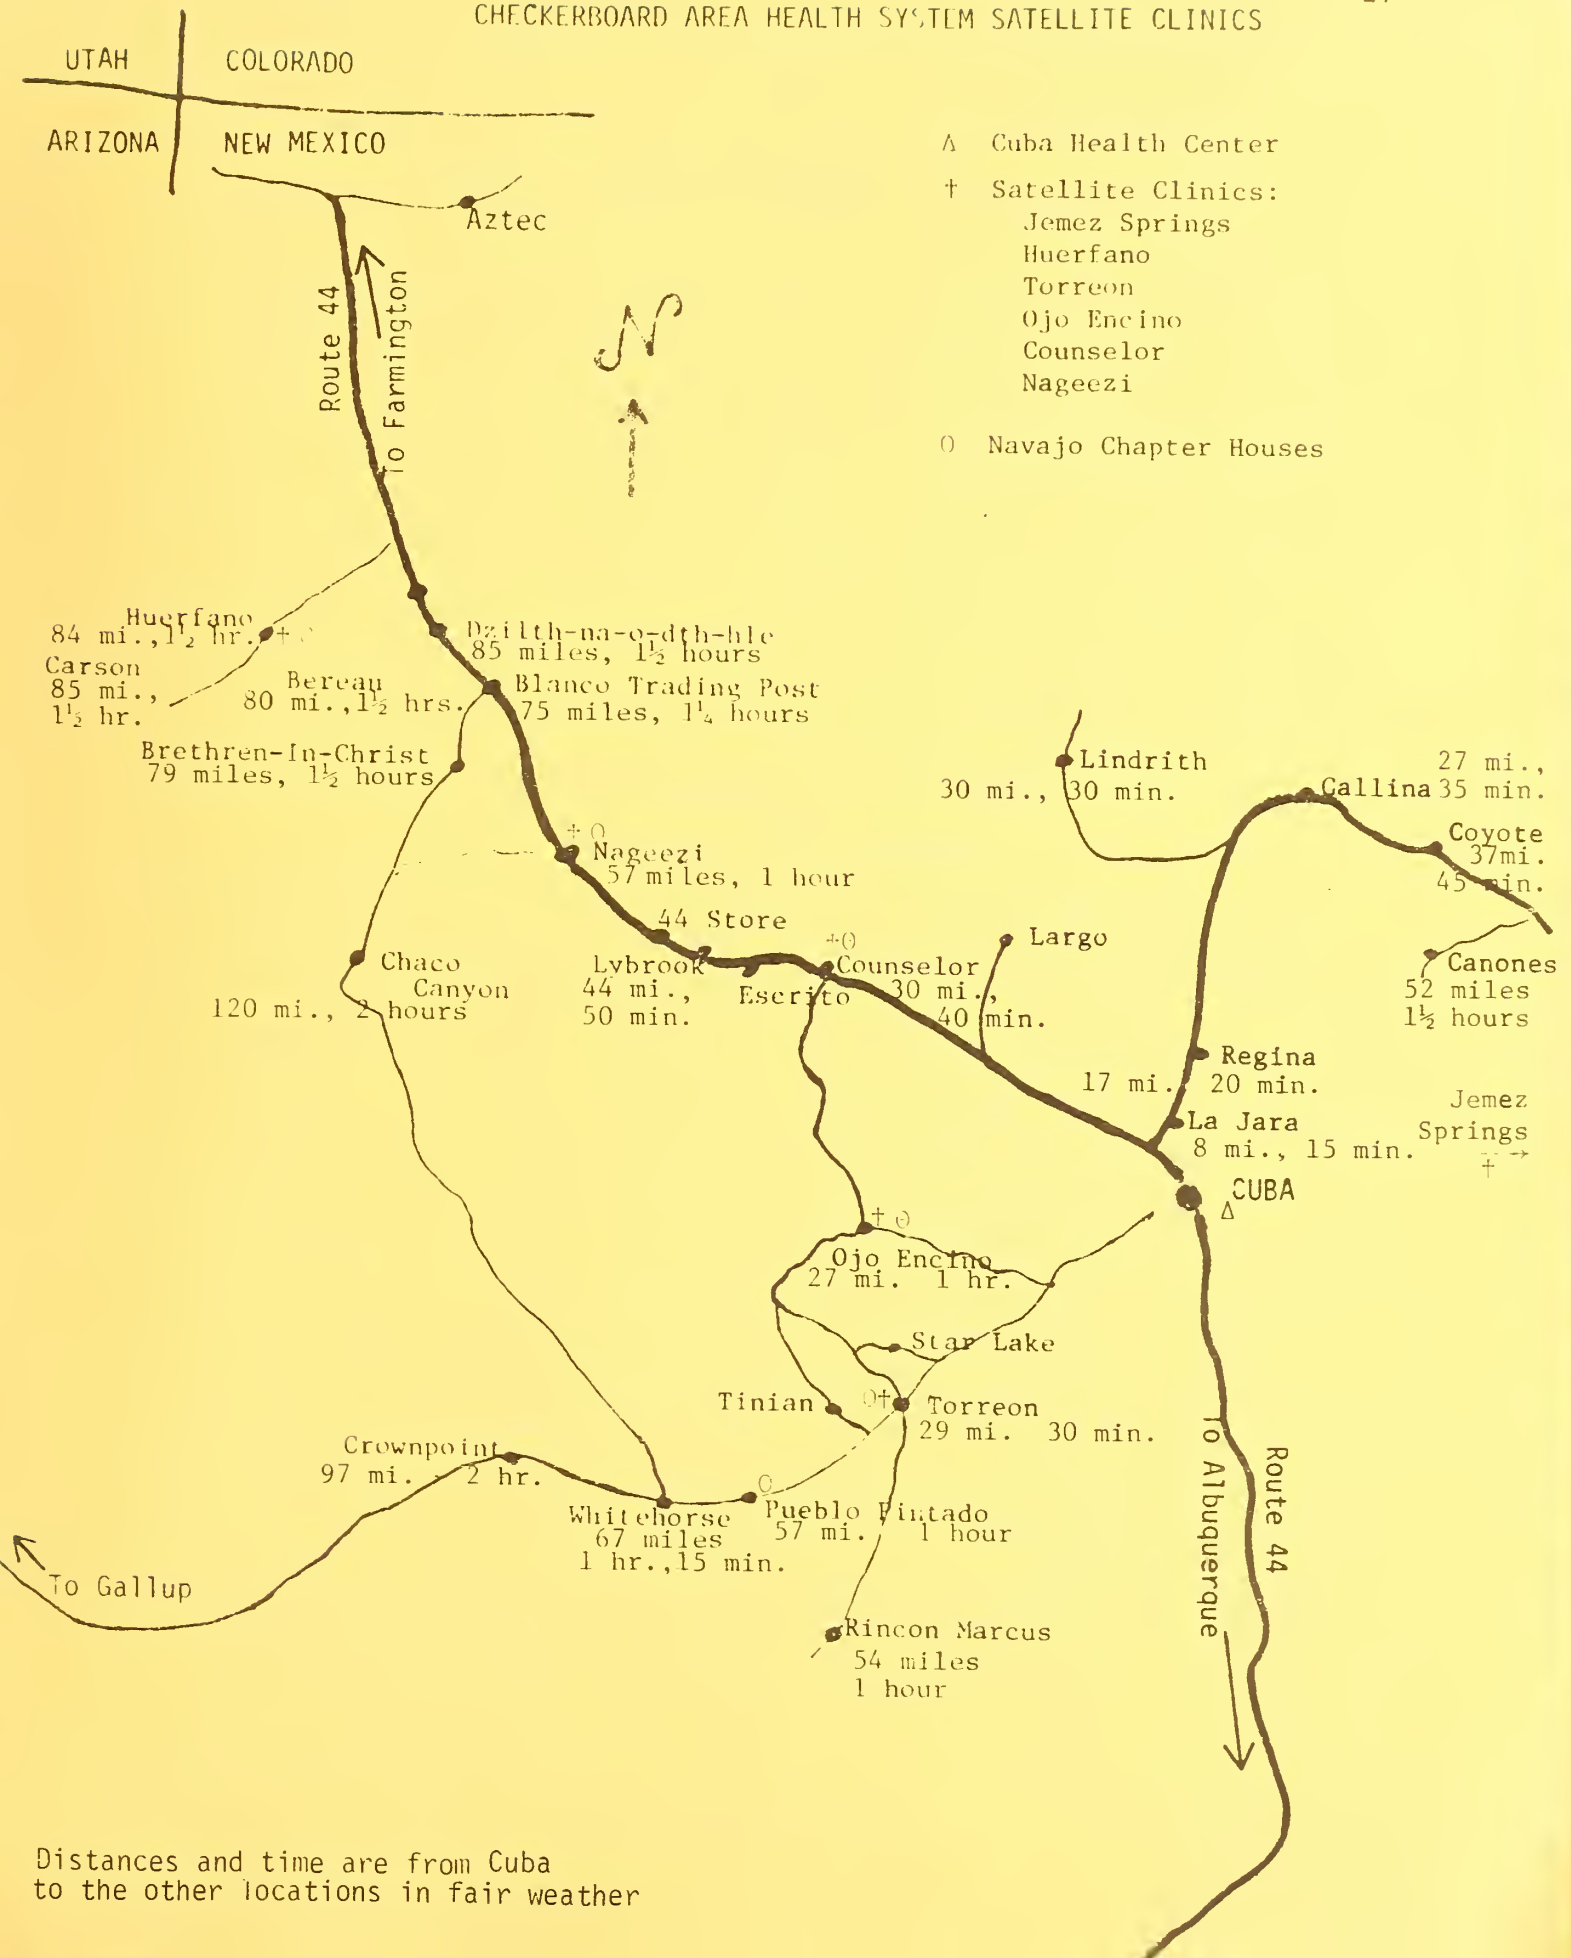 CHECKERBOARD AREA HEALTH SYSTEM SATELLITE CLINICS
UTAH
COLORADO
ARIZONA
NEW MEXICO
Δ Cuba Health Center
† Satellite Clinics:
Jemez Springs
Huerfano
Torreon
Ojo Encino
Counselor
Nageezi
O Navajo Chapter Houses
Aztec
Route 44
To Farmington
N
Huerfano
84 mi., 1½ hr.
†
Carson
85 mi.,
1½ hr.
Dzilth-na-o-dth-hle
85 miles, 1½ hours
Bereau
80 mi., 1½ hrs.
Blanco Trading Post
75 miles, 1¼ hours
Brethren-In-Christ
79 miles, 1½ hours
† O
Nageezi
57 miles, 1 hour
44 Store
Lybrook
44 mi.,
50 min.
Escrito
†O
Counselor
30 mi.,
40 min.
Largo
Lindrith
30 mi., 30 min.
Gallina
27 mi.,
35 min.
Coyote
37mi.
45 min.
Canones
52 miles
1½ hours
Chaco
Canyon
120 mi., 2 hours
Regina
17 mi. 20 min.
La Jara
8 mi., 15 min.
Jemez
Springs
†
CUBA
Δ
† O
Ojo Encino
27 mi. 1 hr.
Star Lake
Tinian
O†
Torreon
29 mi. 30 min.
Crownpoint
97 mi. - 2 hr.
Whitehorse
67 miles
1 hr., 15 min.
O
Pueblo Pintado
57 mi. 1 hour
To Gallup
Rincon Marcus
54 miles
1 hour
To Albuquerque
Route 44
Distances and time are from Cuba
to the other locations in fair weather